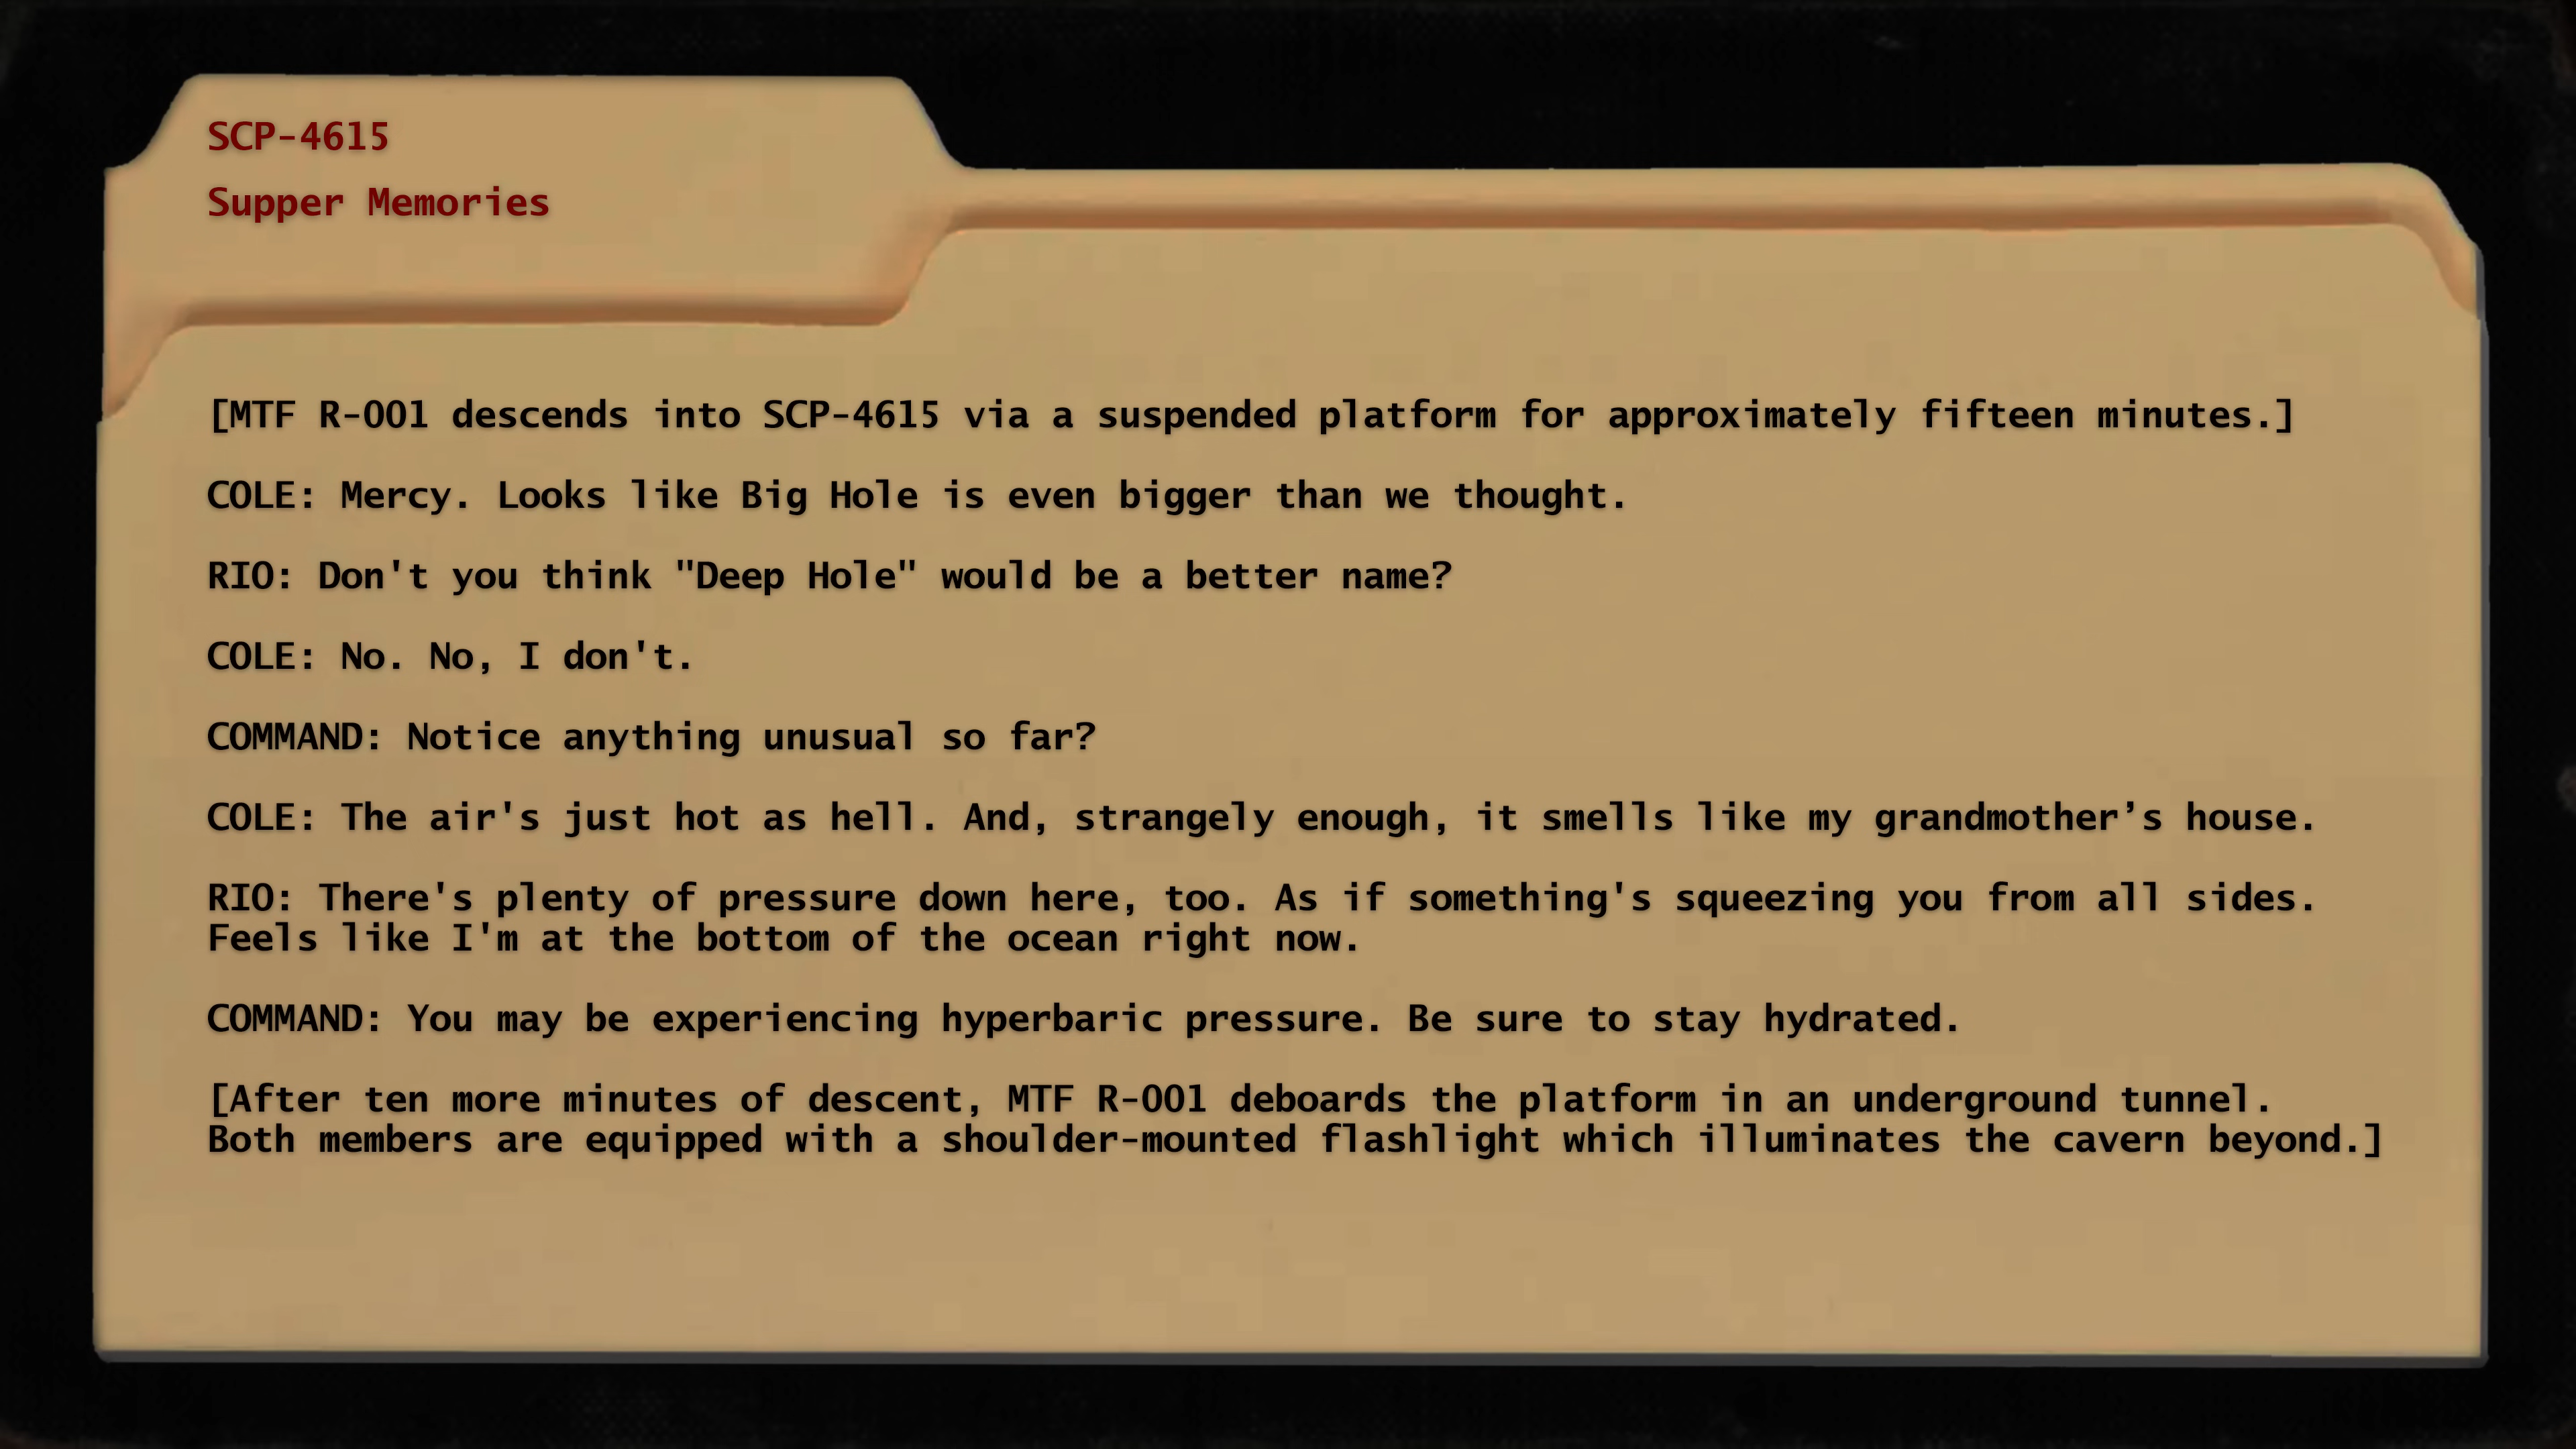 SCP-4615
Supper Memories
[MTF R-001 descends into SCP-4615 via a suspended platform for approximately fifteen minutes.]
COLE: Mercy. Looks like Big Hole is even bigger than we thought.
RIO: Don't you think "Deep Hole" would be a better name?
COLE: No. No, I don't.
COMMAND: Notice anything unusual so far?
COLE: The air's just hot as hell. And, strangely enough, it smells like my grandmother’s house.
RIO: There's plenty of pressure down here, too. As if something's squeezing you from all sides.
Feels like I'm at the bottom of the ocean right now.
COMMAND: You may be experiencing hyperbaric pressure. Be sure to stay hydrated.
[After ten more minutes of descent, MTF R-001 deboards the platform in an underground tunnel.
Both members are equipped with a shoulder-mounted flashlight which illuminates the cavern beyond.]